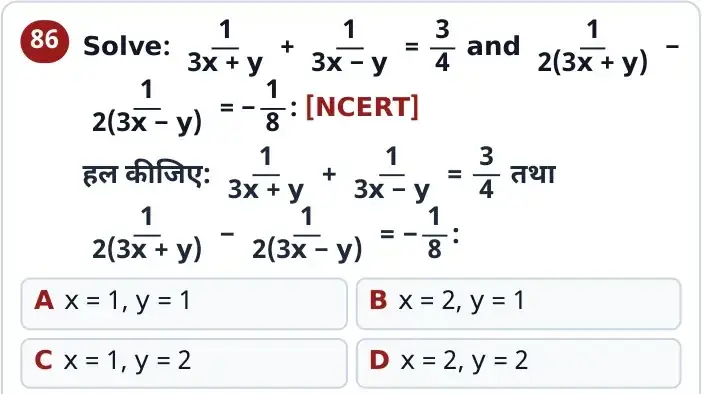 86 Solve: 1/(3x + y) + 1/(3x − y) = 3/4 and 1/(2(3x + y)) −
1/(2(3x − y)) = −1/8: [NCERT]
हल कीजिए: 1/(3x + y) + 1/(3x − y) = 3/4 तथा
1/(2(3x + y)) − 1/(2(3x − y)) = −1/8:
A x = 1, y = 1
B x = 2, y = 1
C x = 1, y = 2
D x = 2, y = 2